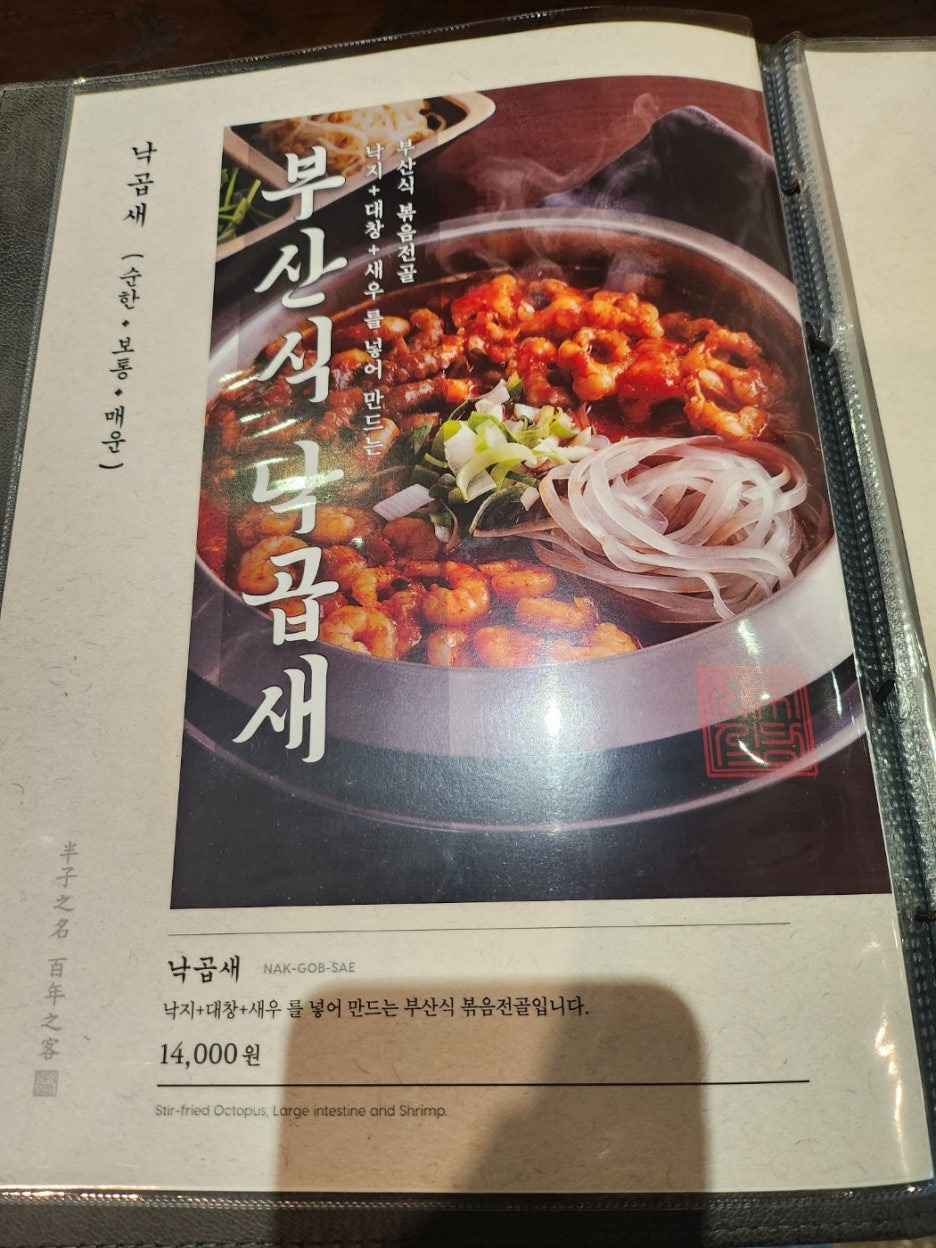 낙곱새 (순한 • 보통 • 매운)
부산식 볶음전골
낙지+대창+새우 를 넣어 만드는
부산식 낙곱새
半子之名 百年之客
낙곱새 NAK-GOB-SAE
낙지+대창+새우 를 넣어 만드는 부산식 볶음전골입니다.
14,000원
Stir-fried Octopus, Large intestine and Shrimp.